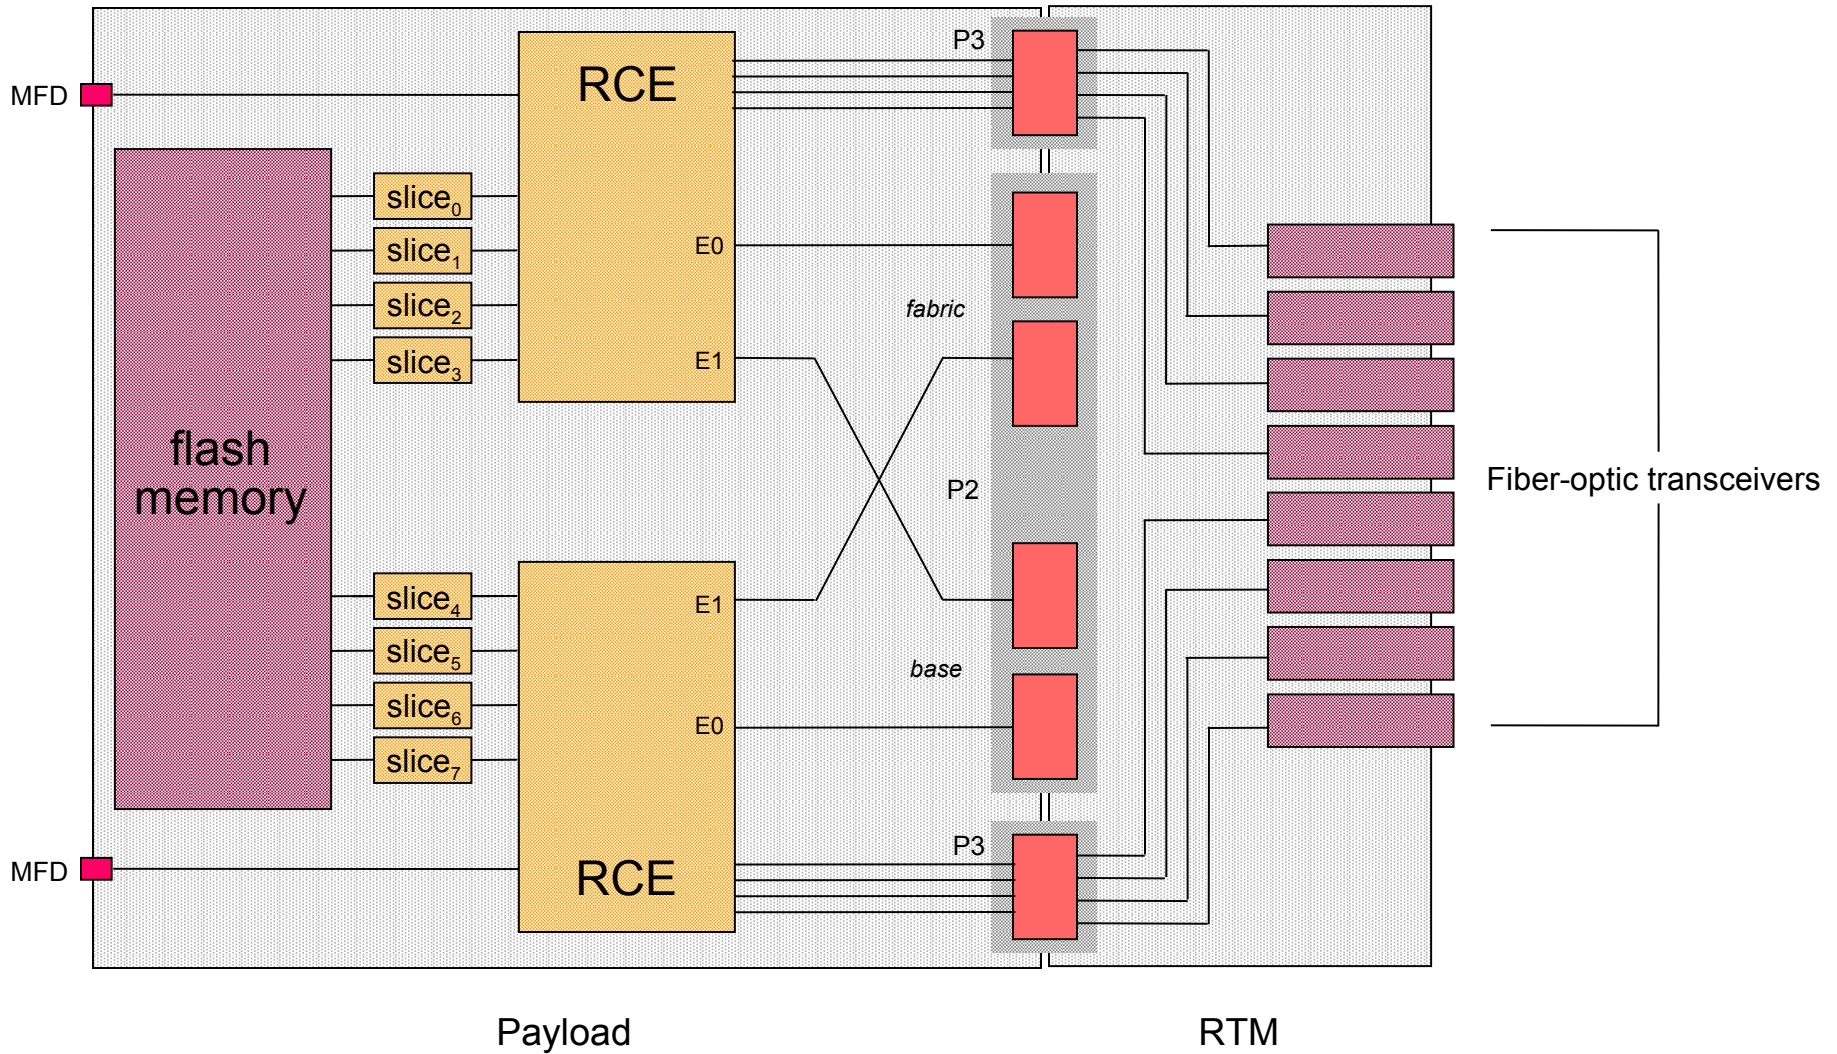 P3
RCE
MFD
slice0
slice1
E0
slice2
fabric
slice3
E1
flash
memory
P2
Fiber-optic transceivers
slice4
E1
slice5
base
slice6
E0
slice7
P3
MFD
RCE
Payload
RTM